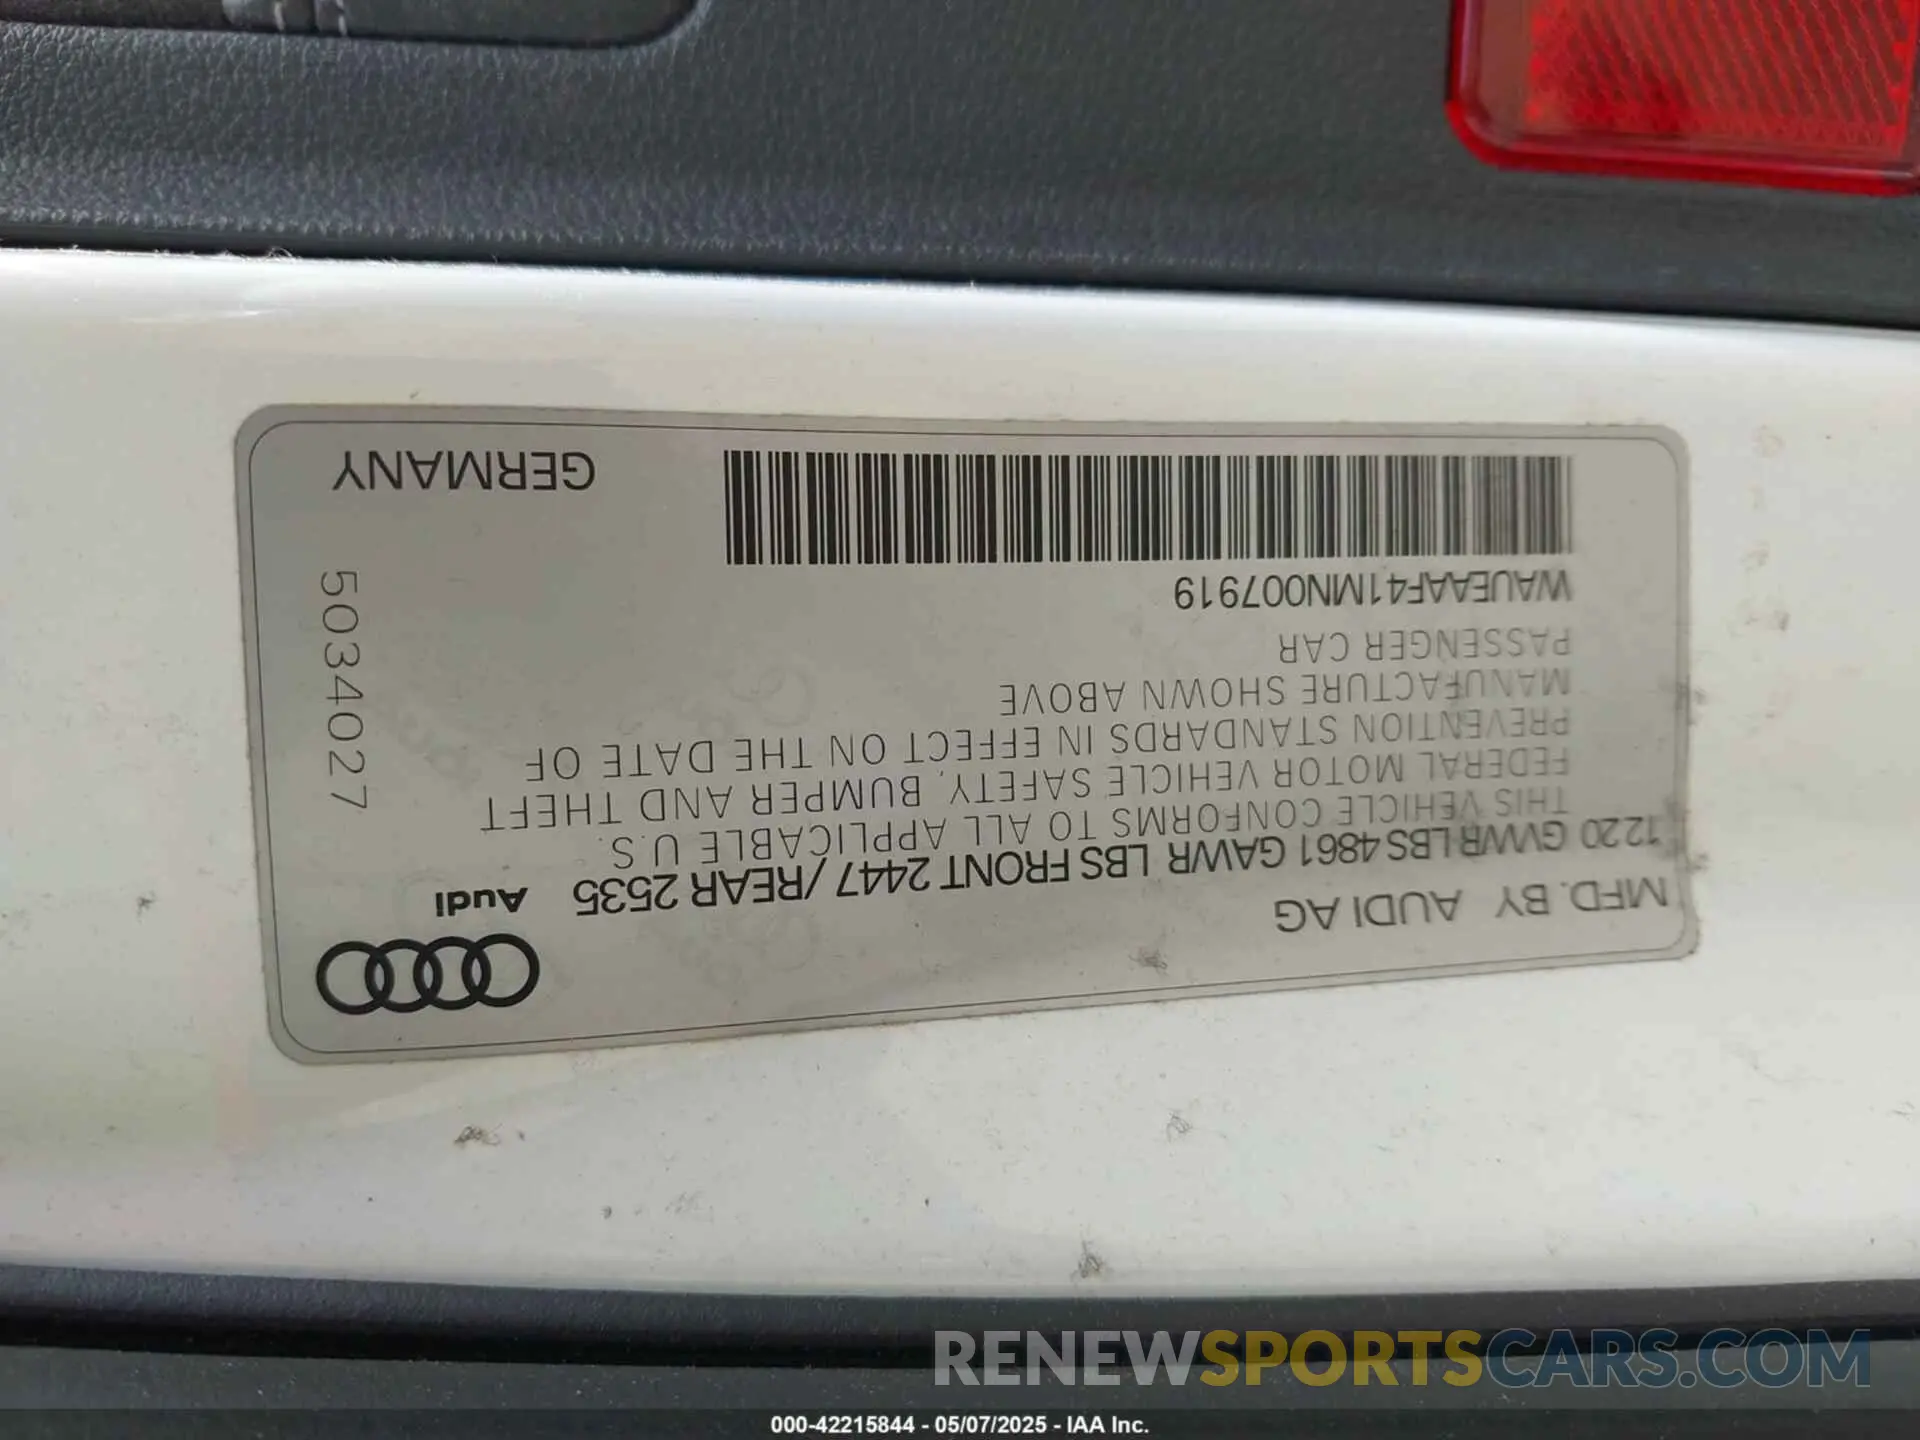 MFD. BY AUDI AG
1220 GVWR LBS 4861 GAWR LBS FRONT 2447 / REAR 2535
Audi
THIS VEHICLE CONFORMS TO ALL APPLICABLE U.S.
FEDERAL MOTOR VEHICLE SAFETY, BUMPER AND THEFT
PREVENTION STANDARDS IN EFFECT ON THE DATE OF
MANUFACTURE SHOWN ABOVE
PASSENGER CAR
WAUEAAF41MN007919
GERMANY
5034027
RENEWSPORTSCARS.COM
000-42215844 - 05/07/2025 - IAA Inc.